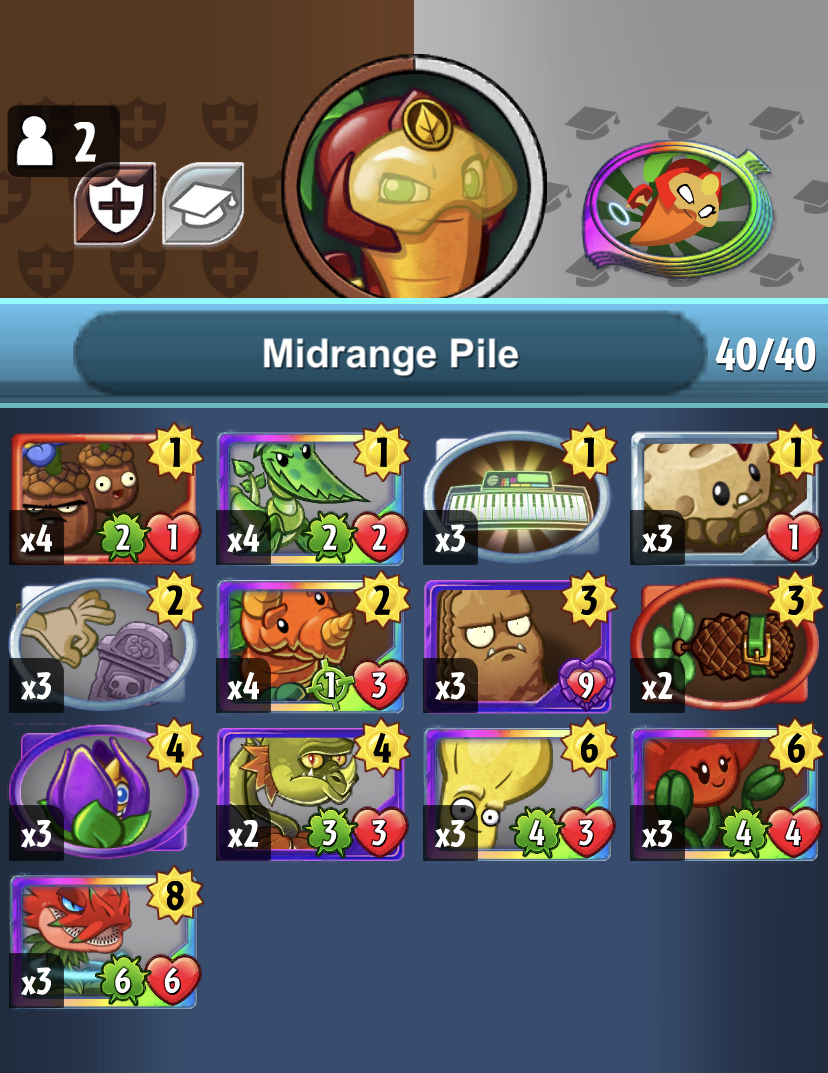 2
Midrange Pile 40/40
1 1 1 1
x4 2 1 x4 2 2 x3 x3 1
2 2 3 3
x3 x4 1 3 x3 9 x2
4 4 6 6
x3 x2 3 3 x3 4 3 x3 4 4
8
x3 6 6